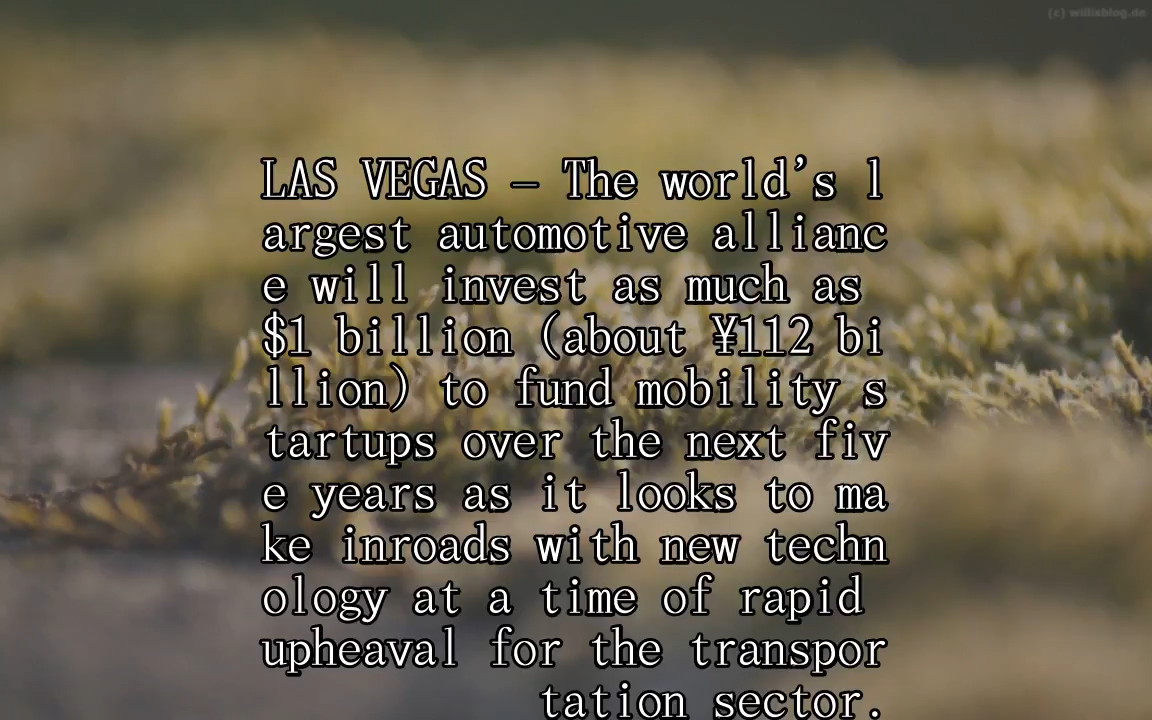 (c) willisblog.de
LAS VEGAS – The world’s l
argest automotive allianc
e will invest as much as
$1 billion (about ¥112 bi
llion) to fund mobility s
tartups over the next fiv
e years as it looks to ma
ke inroads with new techn
ology at a time of rapid
upheaval for the transpor
tation sector.